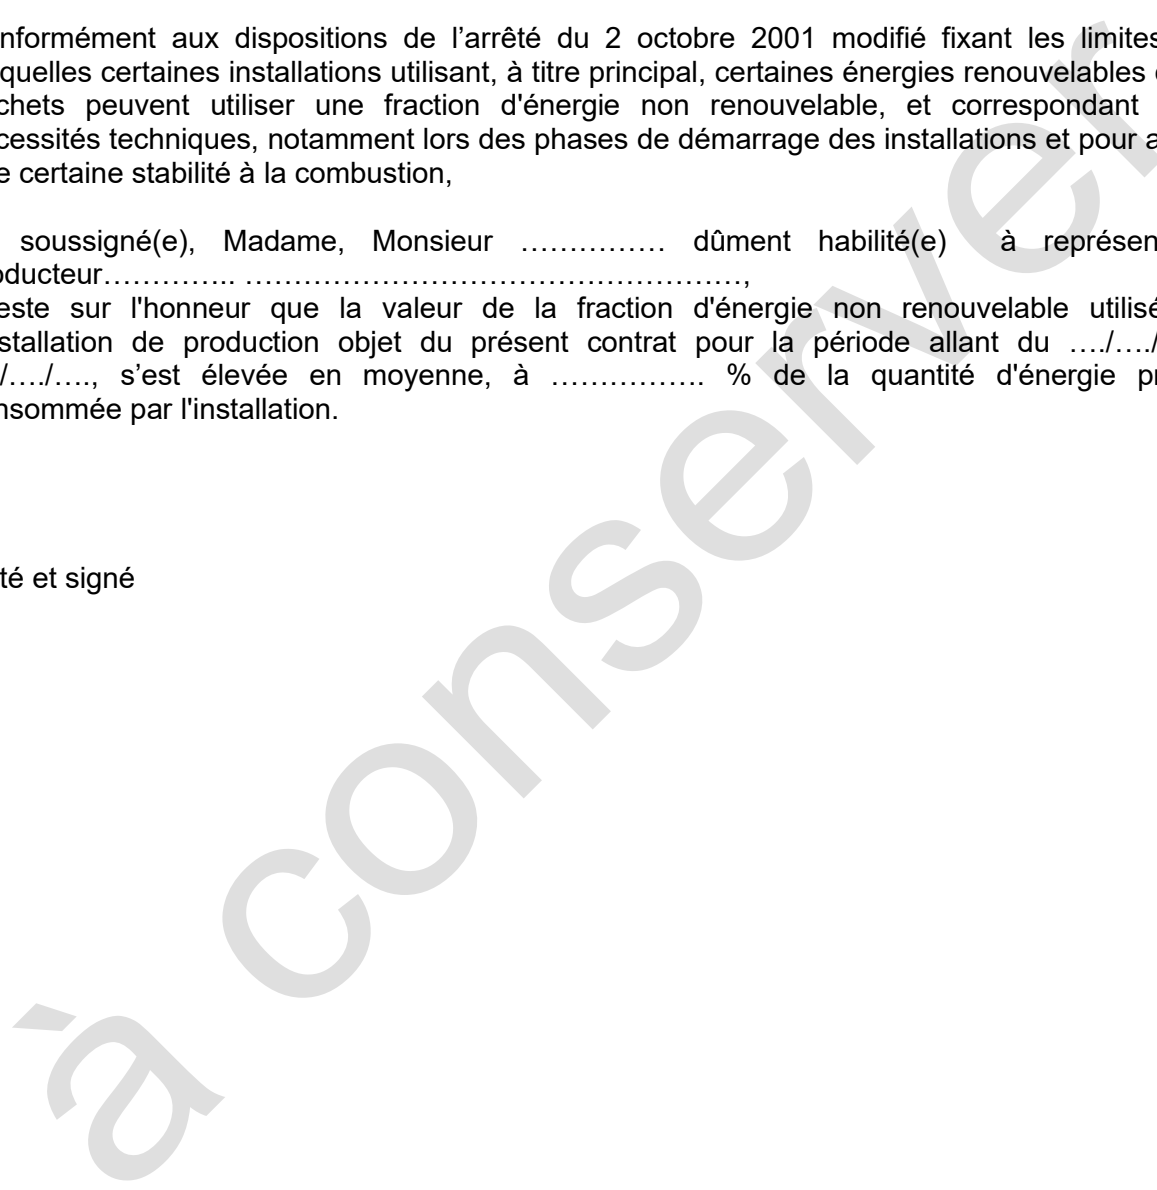 nformément aux dispositions de l’arrêté du 2 octobre 2001 modifié fixant les limites
quelles certaines installations utilisant, à titre principal, certaines énergies renouvelables
chets peuvent utiliser une fraction d'énergie non renouvelable, et correspondant
cessités techniques, notamment lors des phases de démarrage des installations et pour a
e certaine stabilité à la combustion,
soussigné(e), Madame, Monsieur …………… dûment habilité(e) à représen
oducteur………….. ……………………………………………,
este sur l'honneur que la valeur de la fraction d'énergie non renouvelable utilisé
stallation de production objet du présent contrat pour la période allant du …./…./
/…./…., s’est élevée en moyenne, à ……………. % de la quantité d'énergie pr
nsommée par l'installation.
té et signé
à conserver